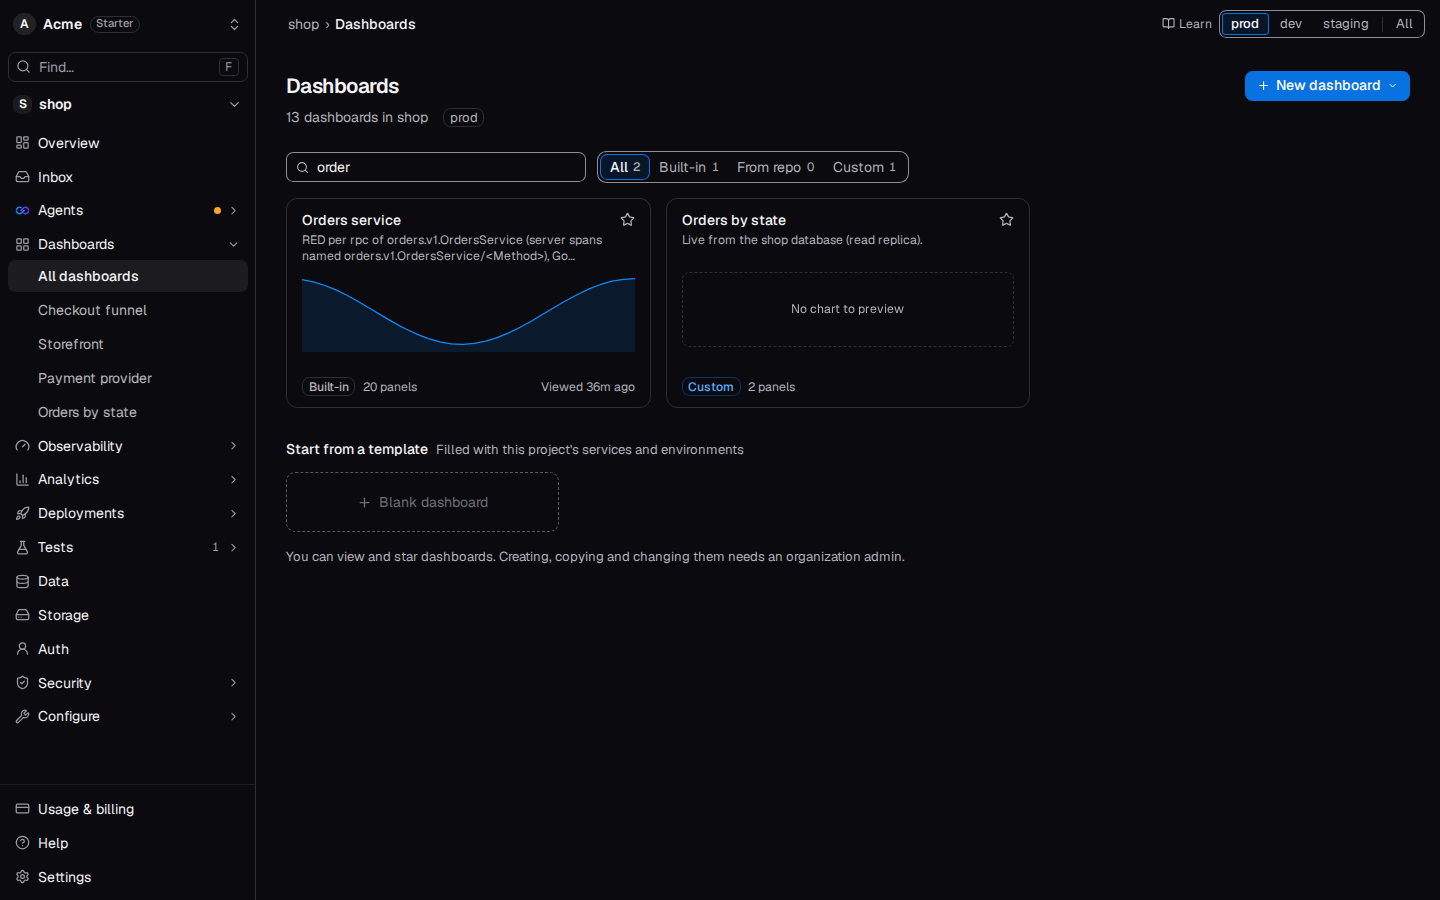 A Acme Starter
Find... F
S shop
Overview
Inbox
Agents
Dashboards
All dashboards
Checkout funnel
Storefront
Payment provider
Orders by state
Observability
Analytics
Deployments
Tests 1
Data
Storage
Auth
Security
Configure
Usage & billing
Help
Settings
shop › Dashboards
Learn prod dev staging All
Dashboards
New dashboard
13 dashboards in shop prod
order
All 2 Built-in 1 From repo 0 Custom 1
Orders service
RED per rpc of orders.v1.OrdersService (server spans
named orders.v1.OrdersService/<Method>), Go...
Built-in 20 panels Viewed 36m ago
Orders by state
Live from the shop database (read replica).
No chart to preview
Custom 2 panels
Start from a template Filled with this project's services and environments
Blank dashboard
You can view and star dashboards. Creating, copying and changing them needs an organization admin.